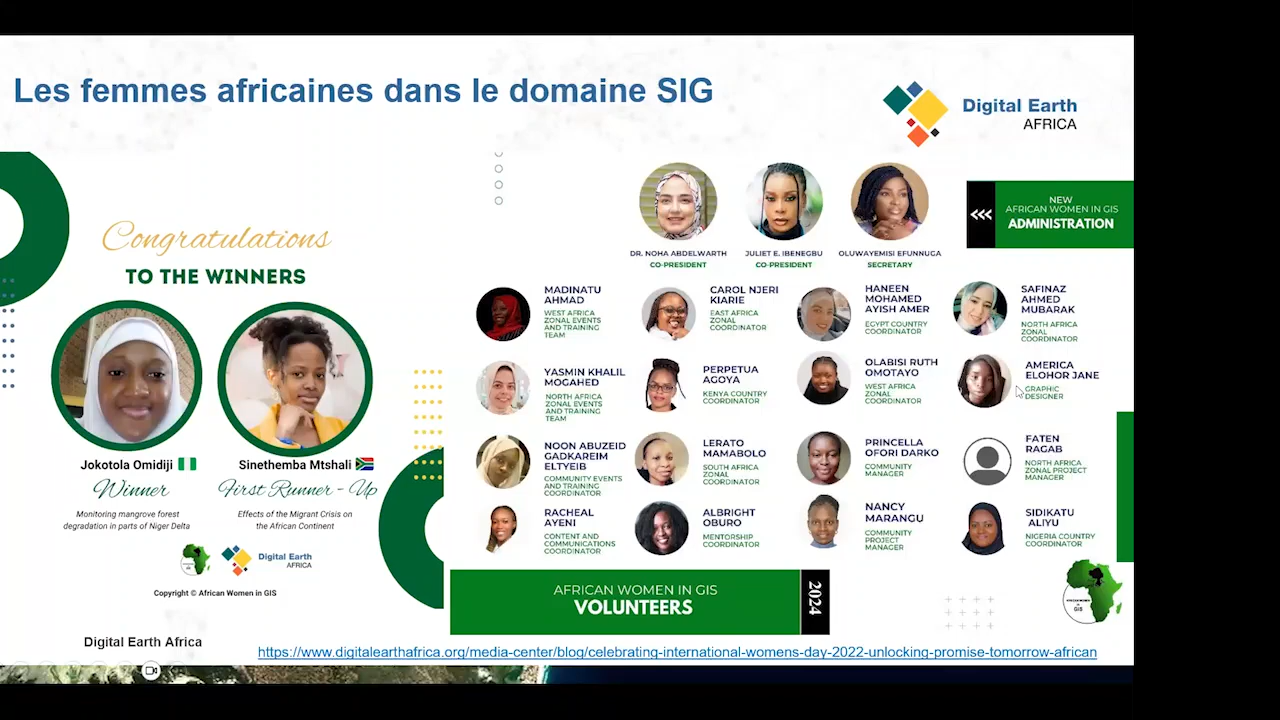 Les femmes africaines dans le domaine SIG
Digital Earth
AFRICA
Congratulations
TO THE WINNERS
Jokotola Omidiji
Winner
Monitoring mangrove forest
degradation in parts of Niger Delta
Sinethemba Mtshali
First Runner - Up
Effects of the Migrant Crisis on
the African Continent
Digital Earth
AFRICA
Copyright © African Women in GIS
NEW
AFRICAN WOMEN IN GIS
ADMINISTRATION
DR. NOHA ABDELWARTH
CO-PRESIDENT
JULIET E. IBENEGBU
CO-PRESIDENT
OLUWAYEMISI EFUNNUGA
SECRETARY
MADINATU
AHMAD
WEST AFRICA
ZONAL EVENTS
AND TRAINING
TEAM
CAROL NJERI
KIARIE
EAST AFRICA
ZONAL
COORDINATOR
HANEEN
MOHAMED
AYISH AMER
EGYPT COUNTRY
COORDINATOR
SAFINAZ
AHMED
MUBARAK
NORTH AFRICA
ZONAL
COORDINATOR
YASMIN KHALIL
MOGAHED
NORTH AFRICA
ZONAL EVENTS
AND TRAINING
TEAM
PERPETUA
AGOYA
KENYA COUNTRY
COORDINATOR
OLABISI RUTH
OMOTAYO
WEST AFRICA
ZONAL
COORDINATOR
AMERICA
ELOHOR JANE
GRAPHIC
DESIGNER
NOON ABUZEID
GADKAREIM
ELTYEIB
COMMUNITY EVENTS
AND TRAINING
COORDINATOR
LERATO
MAMABOLO
SOUTH AFRICA
ZONAL
COORDINATOR
PRINCELLA
OFORI DARKO
COMMUNITY
MANAGER
FATEN
RAGAB
NORTH AFRICA
ZONAL PROJECT
MANAGER
RACHEAL
AYENI
CONTENT AND
COMMUNICATIONS
COORDINATOR
ALBRIGHT
OBURO
MENTORSHIP
COORDINATOR
NANCY
MARANGU
COMMUNITY
PROJECT
MANAGER
SIDIKATU
ALIYU
NIGERIA COUNTRY
COORDINATOR
AFRICAN WOMEN IN GIS
VOLUNTEERS
2024
GIS
Digital Earth Africa
https://www.digitalearthafrica.org/media-center/blog/celebrating-international-womens-day-2022-unlocking-promise-tomorrow-african